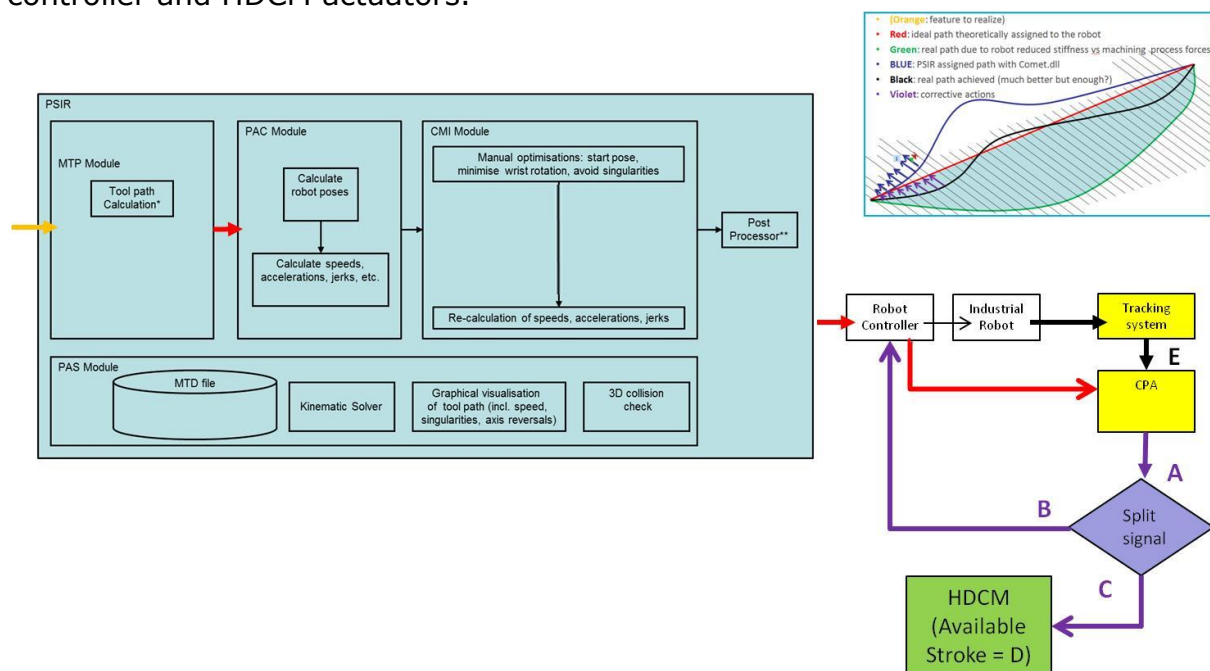 controller and HDCM actuators.
(Orange: feature to realize)
Red: ideal path theoretically assigned to the robot
Green: real path due to robot reduced stiffness vs machining process forces
BLUE: PSIR assigned path with Comet.dll
Black: real path achieved (much better but enough?)
Violet: corrective actions
PSIR
MTP Module
Tool path
Calculation*
PAC Module
Calculate
robot poses
Calculate speeds,
accelerations, jerks, etc.
CMI Module
Manual optimisations: start pose,
minimise wrist rotation, avoid singularities
Re-calculation of speeds, accelerations, jerks
Post
Processor**
PAS Module
MTD file
Kinematic Solver
Graphical visualisation
of tool path (incl. speed,
singularities, axis reversals)
3D collision
check
Robot
Controller
Industrial
Robot
Tracking
system
E
CPA
A
B
Split
signal
C
HDCM
(Available
Stroke = D)